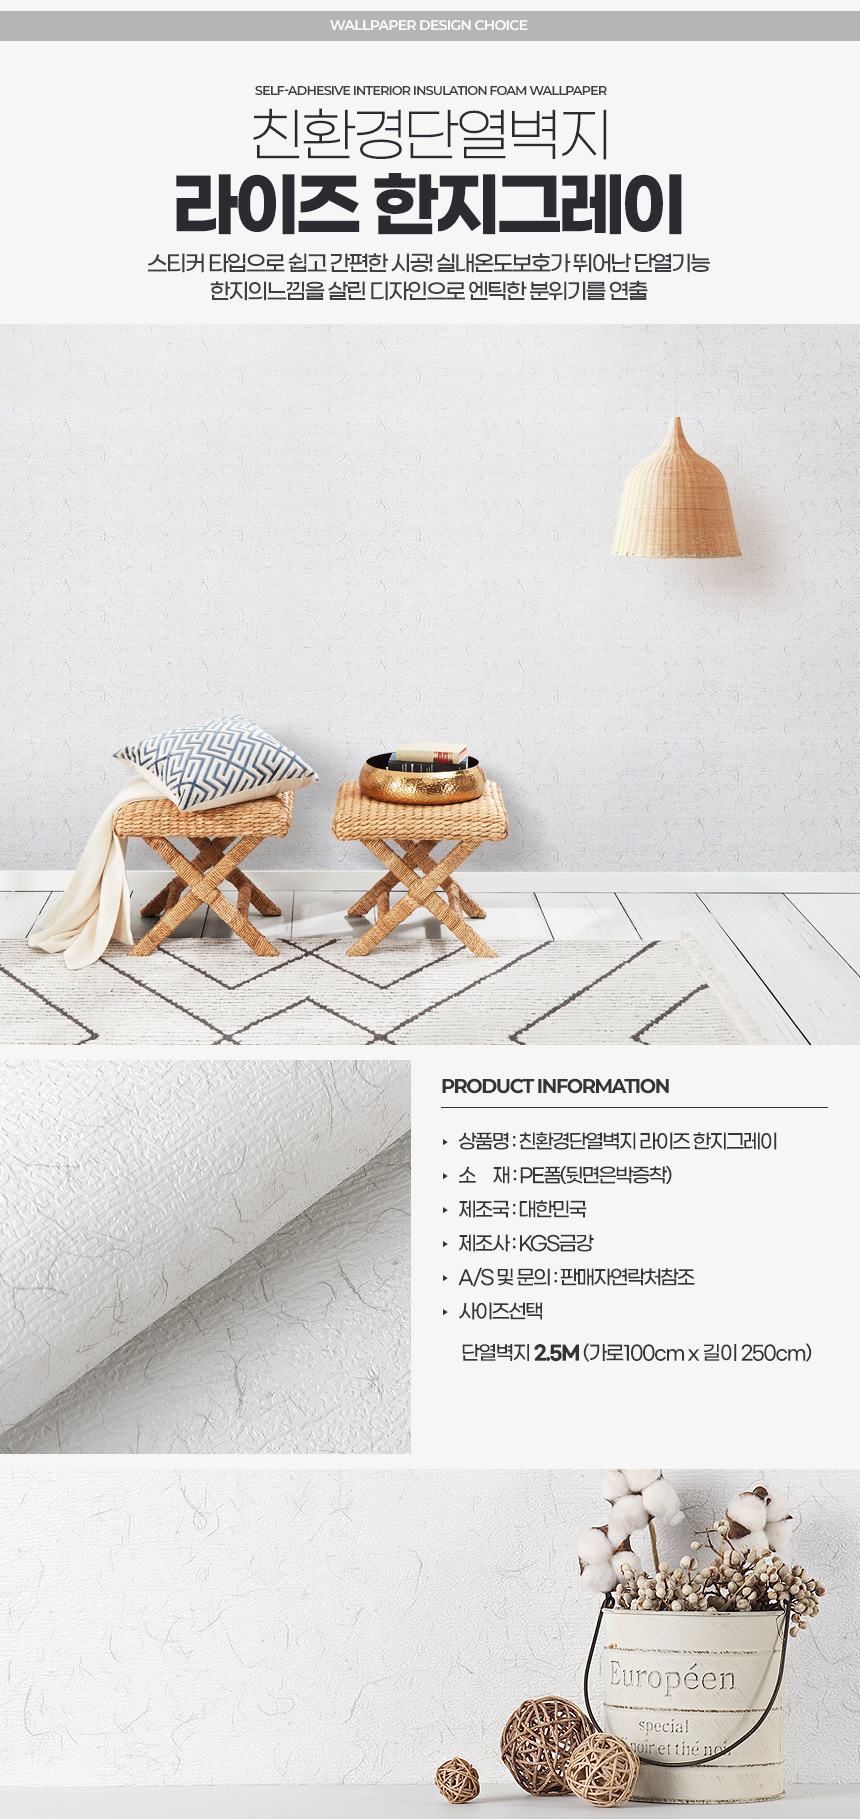 WALLPAPER DESIGN CHOICE
SELF-ADHESIVE INTERIOR INSULATION FOAM WALLPAPER
친환경단열벽지
라이즈 한지그레이
스티커 타입으로 쉽고 간편한 시공! 실내온도보호가 뛰어난 단열기능
한지의느낌을 살린 디자인으로 엔틱한 분위기를 연출
PRODUCT INFORMATION
상품명 : 친환경단열벽지 라이즈 한지그레이
소 재 : PE폼(뒷면은박증착)
제조국 : 대한민국
제조사 : KGS금강
A/S 및 문의 : 판매자연락처참조
사이즈선택
단열벽지 2.5M (가로100cm x 길이 250cm)
Européen
special
noir et thé noir